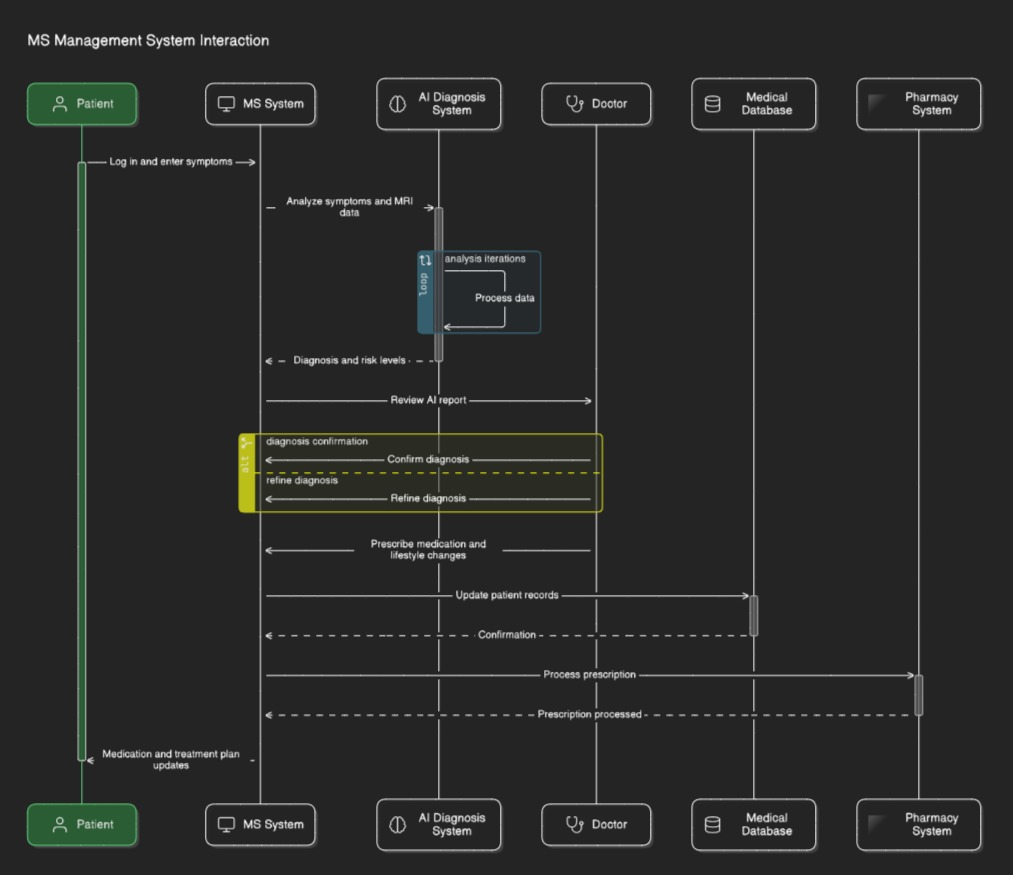 MS Management System Interaction
Patient
MS System
AI Diagnosis
System
Doctor
Medical
Database
Pharmacy
System
Log in and enter symptoms
Analyze symptoms and MRI
data
loop
analysis iterations
Process data
Diagnosis and risk levels
Review AI report
alt
diagnosis confirmation
Confirm diagnosis
refine diagnosis
Refine diagnosis
Prescribe medication and
lifestyle changes
Update patient records
Confirmation
Process prescription
Prescription processed
Medication and treatment plan
updates
Patient
MS System
AI Diagnosis
System
Doctor
Medical
Database
Pharmacy
System